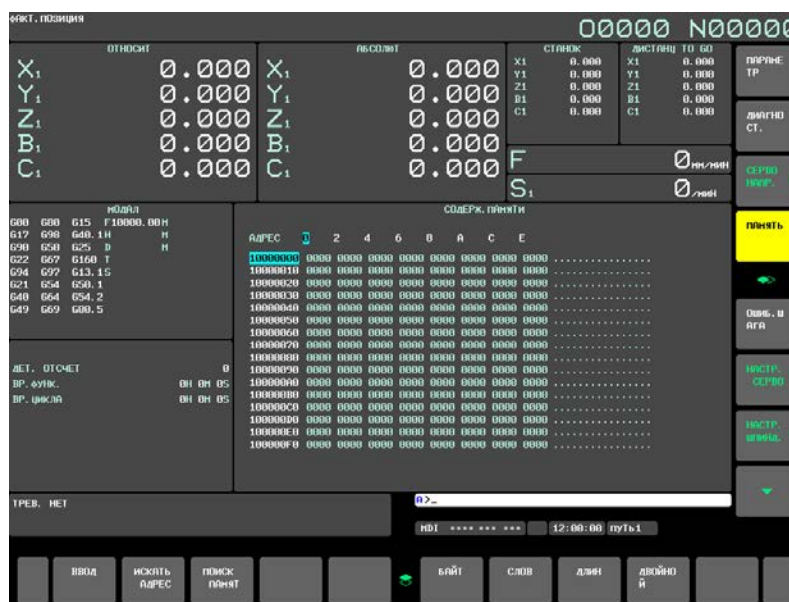 ФАКТ. ПОЗИЦИЯ
O0000 N0000
ОТНОСИТ
X1 0.000
Y1 0.000
Z1 0.000
B1 0.000
C1 0.000
АБСОЛЮТ
X1 0.000
Y1 0.000
Z1 0.000
B1 0.000
C1 0.000
СТАНОК
X1 0.000
Y1 0.000
Z1 0.000
B1 0.000
C1 0.000
ДИСТАНЦ TO GO
X1 0.000
Y1 0.000
Z1 0.000
B1 0.000
C1 0.000
F 0 ММ/МИН
S1 0 /МИН
МОДАЛ
G00 G80 G15 F10000.00M
G17 G98 G40.1H M
G90 G50 G25 D M
G22 G67 G160 T
G94 G97 G13.1S
G21 G54 G50.1
G40 G64 G54.2
G49 G69 G80.5
ДЕТ. ОТСЧЕТ 0
ВР.ФУНК. 0H 0M 0S
ВР.ЦИКЛА 0H 0M 0S
СОДЕРЖ.ПАМЯТИ
АДРЕС 0 2 4 6 8 A C E
10000000 0000 0000 0000 0000 0000 0000 0000 0000 ................
10000010 0000 0000 0000 0000 0000 0000 0000 0000 ................
10000020 0000 0000 0000 0000 0000 0000 0000 0000 ................
10000030 0000 0000 0000 0000 0000 0000 0000 0000 ................
10000040 0000 0000 0000 0000 0000 0000 0000 0000 ................
10000050 0000 0000 0000 0000 0000 0000 0000 0000 ................
10000060 0000 0000 0000 0000 0000 0000 0000 0000 ................
10000070 0000 0000 0000 0000 0000 0000 0000 0000 ................
10000080 0000 0000 0000 0000 0000 0000 0000 0000 ................
10000090 0000 0000 0000 0000 0000 0000 0000 0000 ................
100000A0 0000 0000 0000 0000 0000 0000 0000 0000 ................
100000B0 0000 0000 0000 0000 0000 0000 0000 0000 ................
100000C0 0000 0000 0000 0000 0000 0000 0000 0000 ................
100000D0 0000 0000 0000 0000 0000 0000 0000 0000 ................
100000E0 0000 0000 0000 0000 0000 0000 0000 0000 ................
100000F0 0000 0000 0000 0000 0000 0000 0000 0000 ................
ПАРАМЕ
ТР
ДИАГНО
СТ.
СЕРВО
НАПР.
ПАМЯТЬ
ОШИБ.Ш
АГА
НАСТР.
СЕРВО
НАСТР.
ШПИНД.
ТРЕВ. НЕТ
A>_
MDI **** *** ***
12:00:00
ПУТЬ1
ВВОД
ИСКАТЬ
АДРЕС
ПОИСК
ПАМЯТ
БАЙТ
СЛОВ
ДЛИН
ДВОЙНО
Й